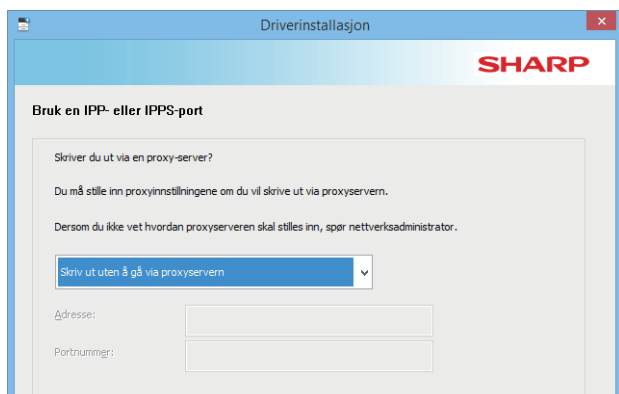 Driverinstallasjon
SHARP
Bruk en IPP- eller IPPS-port
Skriver du ut via en proxy-server?
Du må stille inn proxyinnstillningene om du vil skrive ut via proxyservern.
Dersom du ikke vet hvordan proxyserveren skal stilles inn, spør nettverksadministrator.
Skriv ut uten å gå via proxyservern
Adresse:
Portnummer: